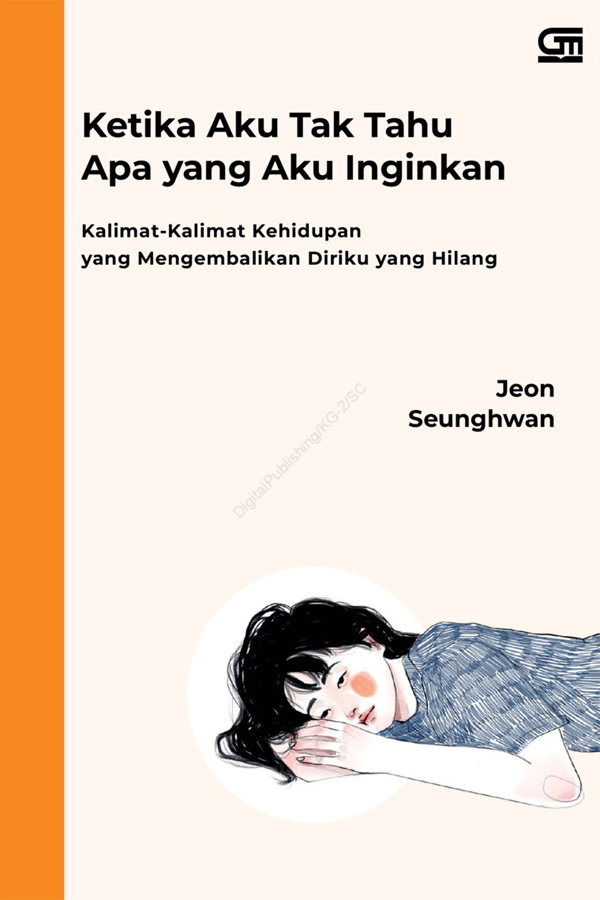 GM
Ketika Aku Tak Tahu
Apa yang Aku Inginkan
Kalimat-Kalimat Kehidupan
yang Mengembalikan Diriku yang Hilang
Jeon
Seunghwan
DigitalPublishing/KG-2/SC